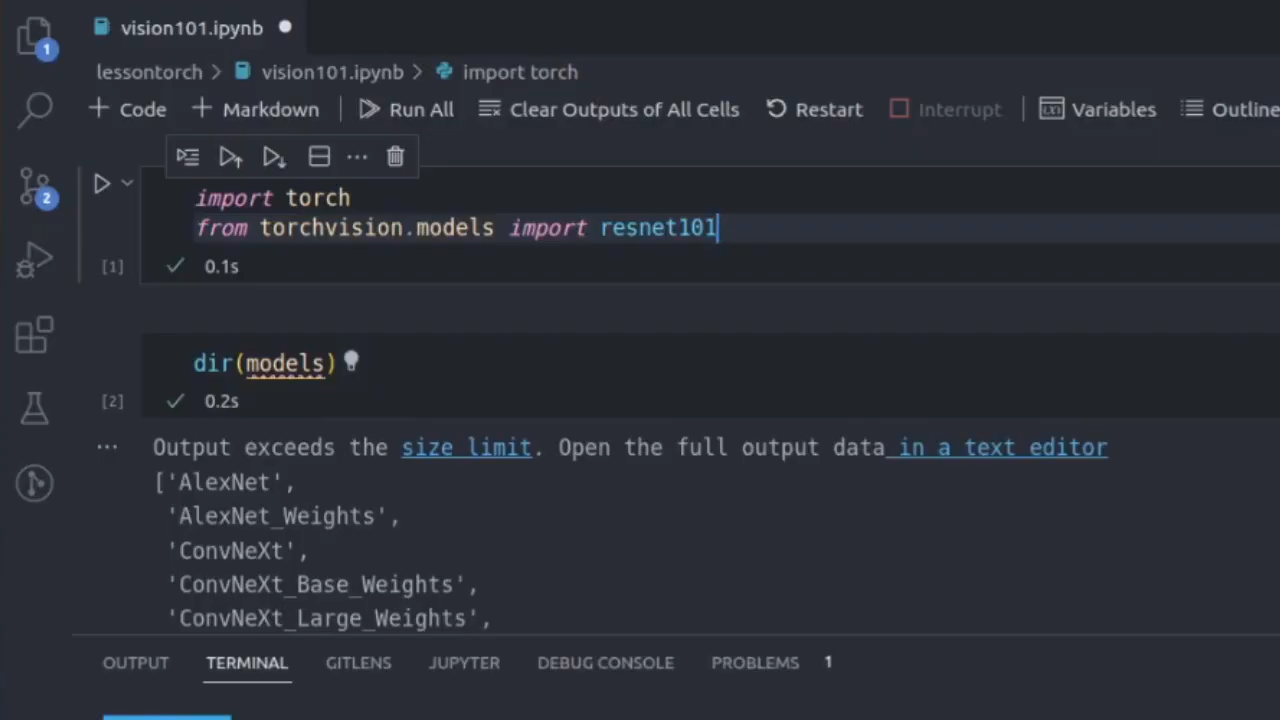 vision101.ipynb
1
lessontorch > vision101.ipynb > import torch
+ Code + Markdown Run All Clear Outputs of All Cells Restart Interrupt Variables Outline
2
import torch
from torchvision.models import resnet101
[1] 0.1s
dir(models)
[2] 0.2s
... Output exceeds the size limit. Open the full output data in a text editor
['AlexNet',
'AlexNet_Weights',
'ConvNeXt',
'ConvNeXt_Base_Weights',
'ConvNeXt_Large_Weights',
OUTPUT TERMINAL GITLENS JUPYTER DEBUG CONSOLE PROBLEMS 1